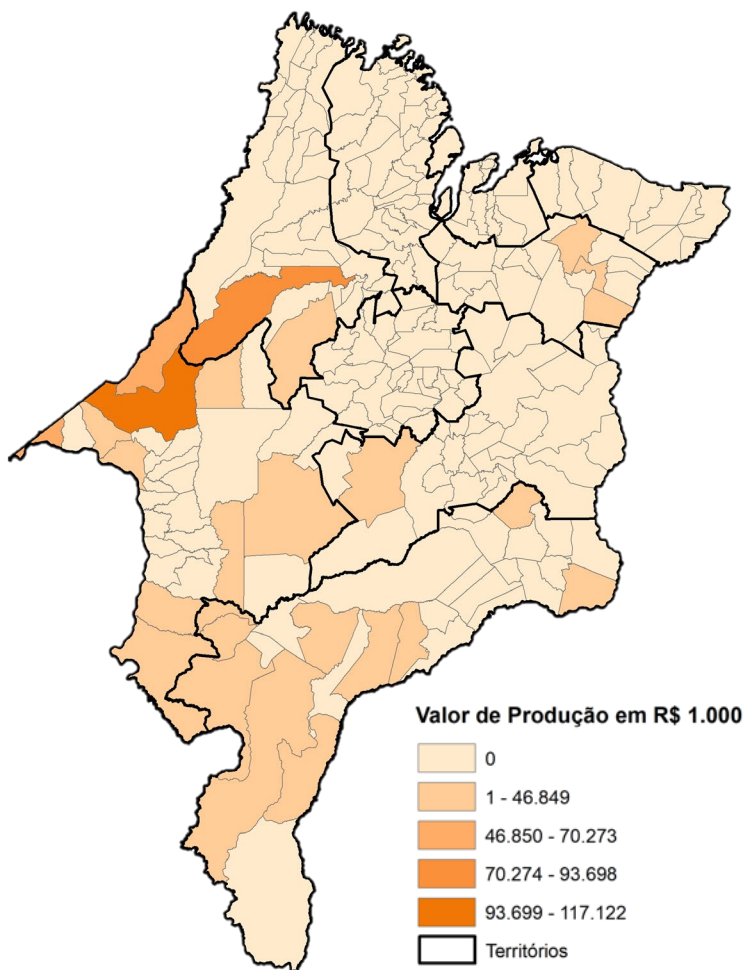 Valor de Produção em R$ 1.000
0
1 - 46.849
46.850 - 70.273
70.274 - 93.698
93.699 - 117.122
Territórios